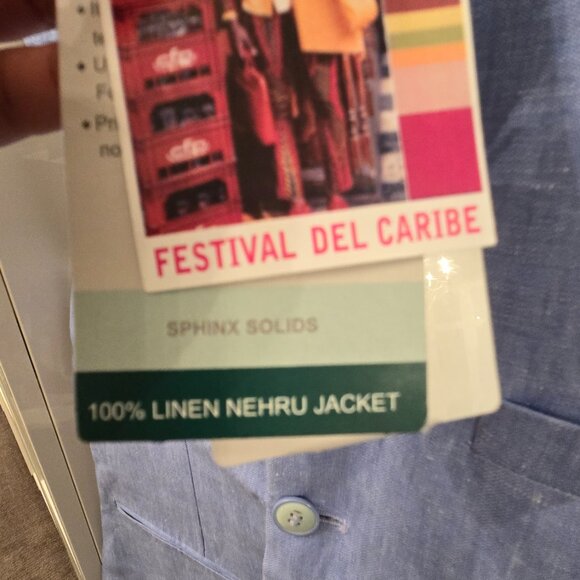 FESTIVAL DEL CARIBE
SPHINX SOLIDS
100% LINEN NEHRU JACKET